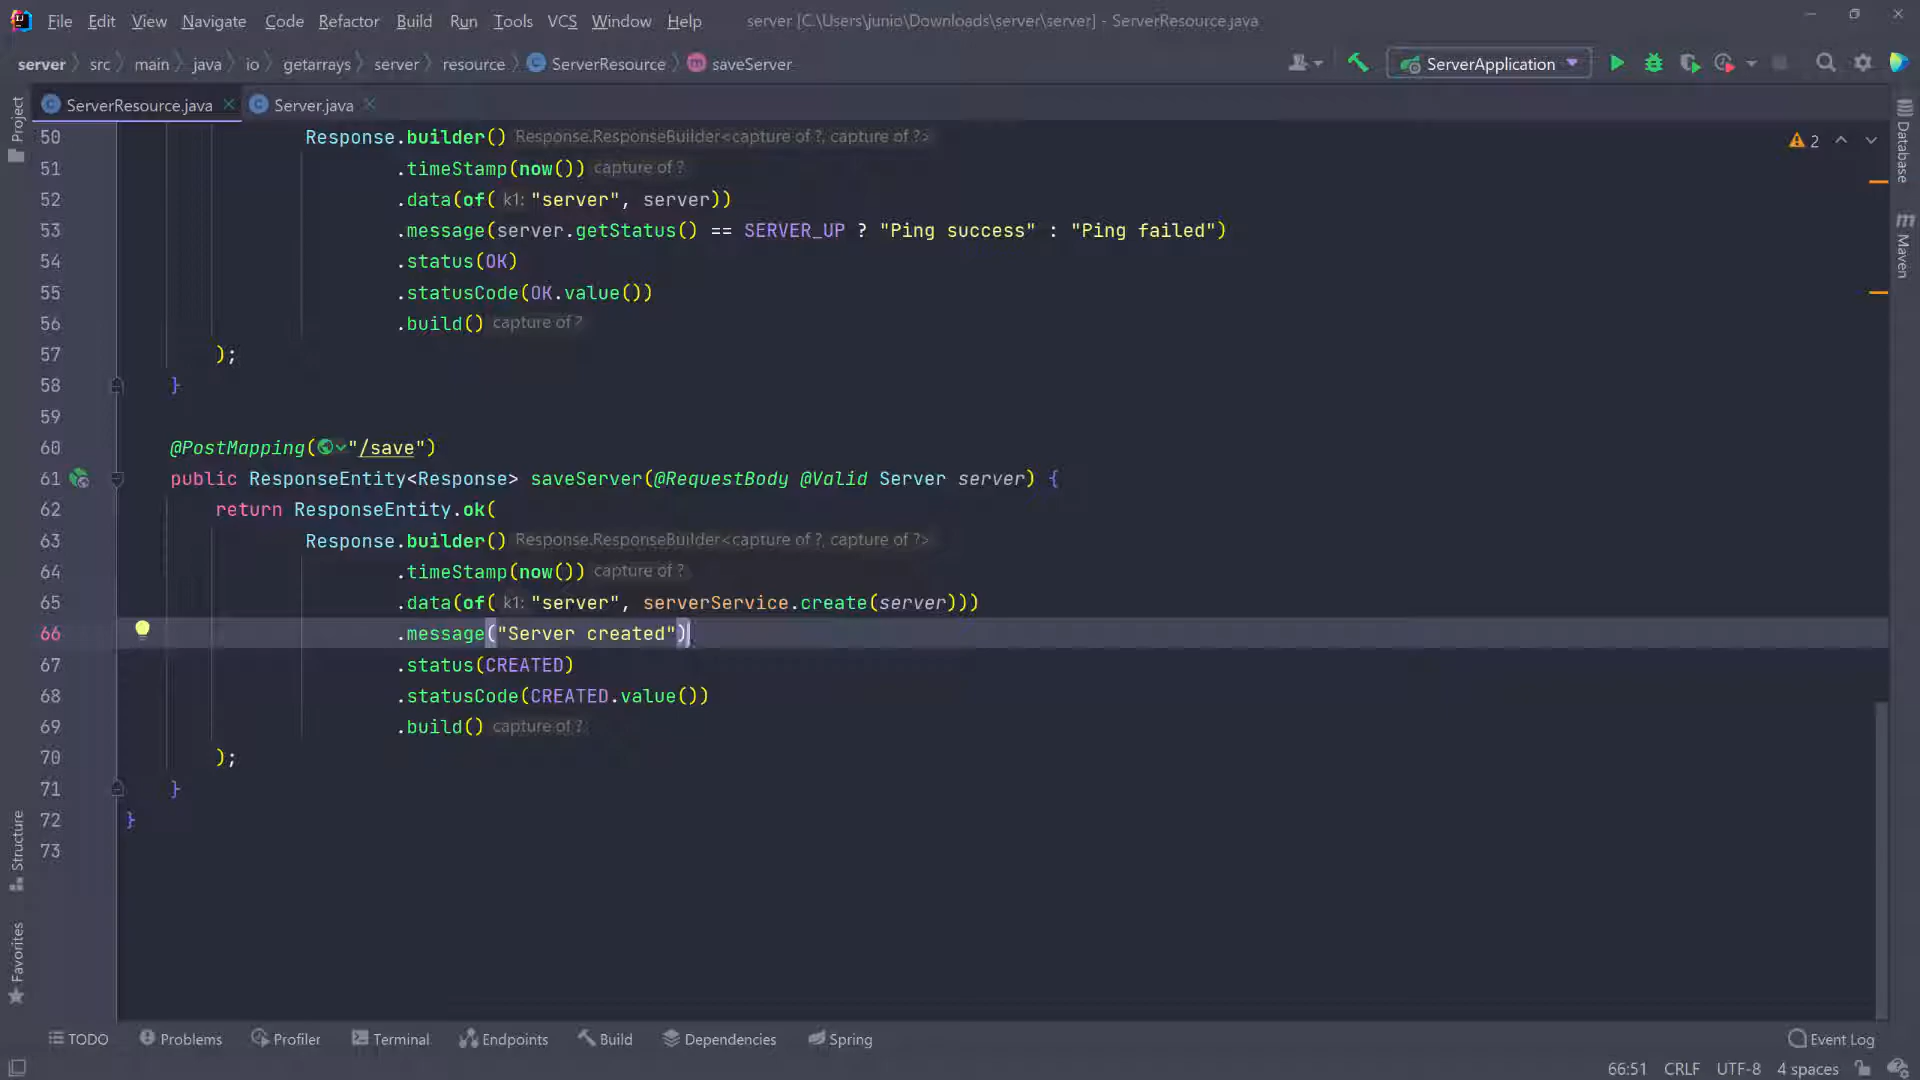 File Edit View Navigate Code Refactor Build Run Tools VCS Window Help server [C:\Users\junio\Downloads\server\server] - ServerResource.java
server src main java io getarrays server resource ServerResource saveServer ServerApplication
Project
ServerResource.java Server.java
50 Response.builder() Response.ResponseBuilder<capture of ?, capture of ?>
2
51 .timeStamp(now()) capture of ?
52 .data(of( k1: "server", server))
53 .message(server.getStatus() == SERVER_UP ? "Ping success" : "Ping failed")
54 .status(OK)
55 .statusCode(OK.value())
56 .build() capture of ?
57 );
58 }
59
60 @PostMapping("/save")
61 public ResponseEntity<Response> saveServer(@RequestBody @Valid Server server) {
62 return ResponseEntity.ok(
63 Response.builder() Response.ResponseBuilder<capture of ?, capture of ?>
64 .timeStamp(now()) capture of ?
65 .data(of( k1: "server", serverService.create(server)))
66 .message("Server created")
67 .status(CREATED)
68 .statusCode(CREATED.value())
69 .build() capture of ?
70 );
71 }
72 }
73
Database
m Maven
Structure
Favorites
TODO Problems Profiler Terminal Endpoints Build Dependencies Spring Event Log
66:51 CRLF UTF-8 4 spaces